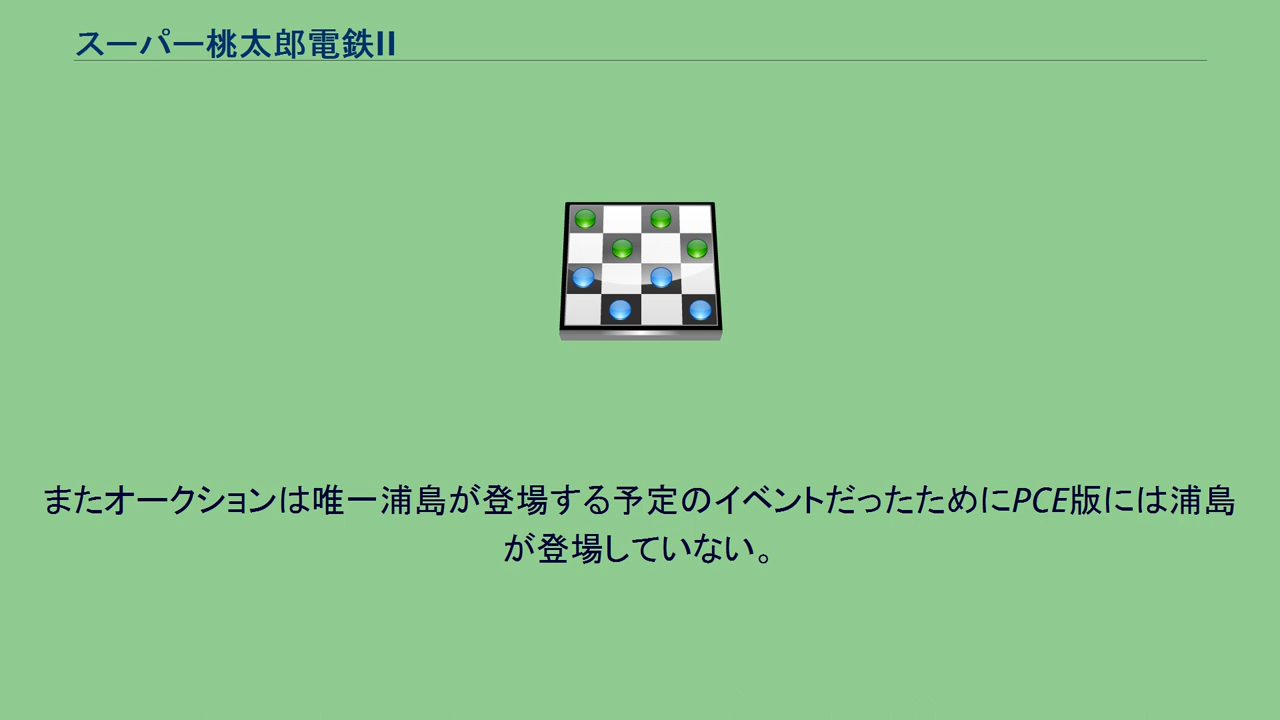 スーパー桃太郎電鉄II
またオークションは唯一浦島が登場する予定のイベントだったためにPCE版には浦島
が登場していない。